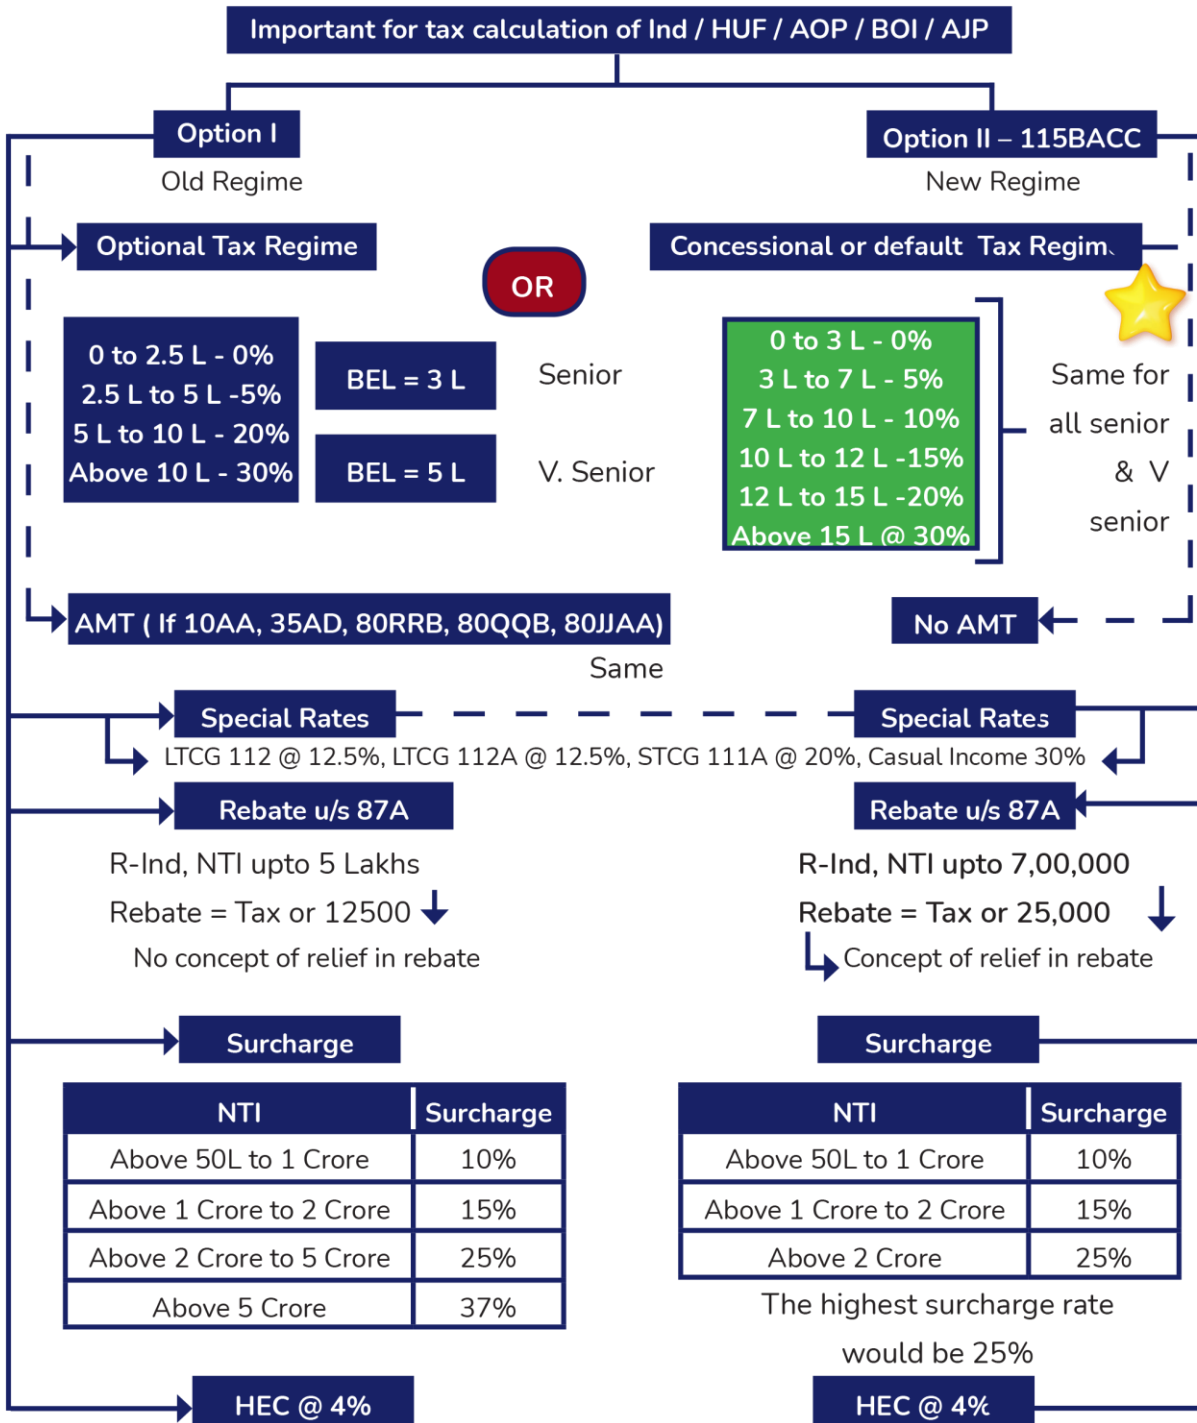 Important for tax calculation of Ind / HUF / AOP / BOI / AJP
Option I
Old Regime
Optional Tax Regime
0 to 2.5 L - 0%
2.5 L to 5 L -5%
5 L to 10 L - 20%
Above 10 L - 30%
BEL = 3 L
Senior
BEL = 5 L
V. Senior
OR
Option II – 115BACC
New Regime
Concessional or default Tax Regim
0 to 3 L - 0%
3 L to 7 L - 5%
7 L to 10 L - 10%
10 L to 12 L -15%
12 L to 15 L -20%
Above 15 L @ 30%
Same for
all senior
& V
senior
AMT ( If 10AA, 35AD, 80RRB, 80QQB, 80JJAA)
No AMT
Same
Special Rates
Special Rates
LTCG 112 @ 12.5%, LTCG 112A @ 12.5%, STCG 111A @ 20%, Casual Income 30%
Rebate u/s 87A
R-Ind, NTI upto 5 Lakhs
Rebate = Tax or 12500
No concept of relief in rebate
Rebate u/s 87A
R-Ind, NTI upto 7,00,000
Rebate = Tax or 25,000
Concept of relief in rebate
Surcharge
NTI Surcharge
Above 50L to 1 Crore 10%
Above 1 Crore to 2 Crore 15%
Above 2 Crore to 5 Crore 25%
Above 5 Crore 37%
HEC @ 4%
Surcharge
NTI Surcharge
Above 50L to 1 Crore 10%
Above 1 Crore to 2 Crore 15%
Above 2 Crore 25%
The highest surcharge rate
would be 25%
HEC @ 4%